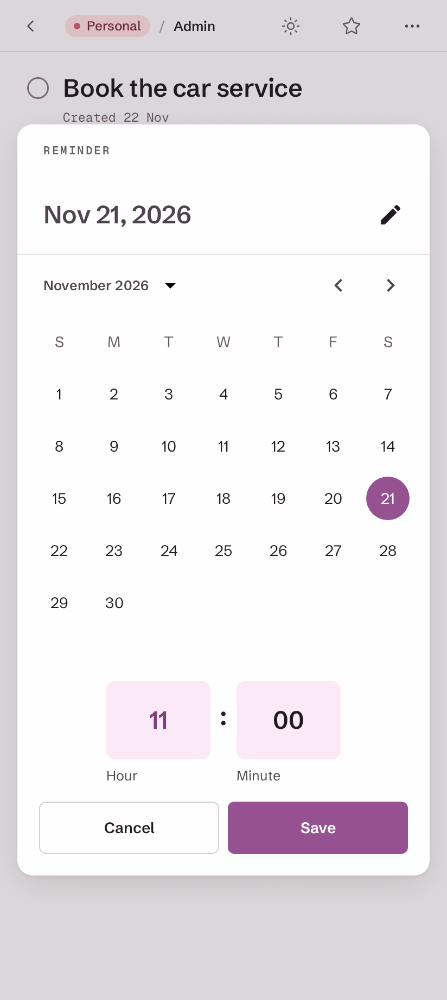 Personal / Admin
Book the car service
Created 22 Nov
REMINDER
Nov 21, 2026
November 2026
S M T W T F S
1 2 3 4 5 6 7
8 9 10 11 12 13 14
15 16 17 18 19 20 21
22 23 24 25 26 27 28
29 30
11 : 00
Hour Minute
Cancel Save